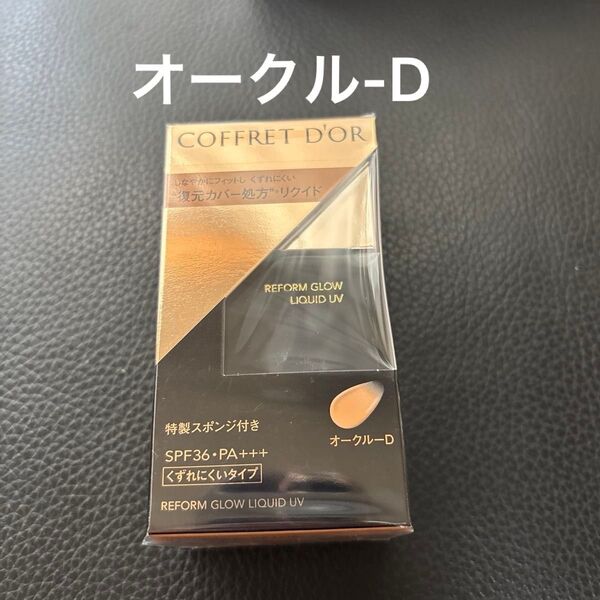 オークル-D
COFFRET D'OR
しなやかにフィットし くずれにくい
"復元カバー処方"*リクイド
REFORM GLOW
LIQUID UV
オークルーD
特製スポンジ付き
SPF36・PA+++
くずれにくいタイプ
REFORM GLOW LIQUID UV